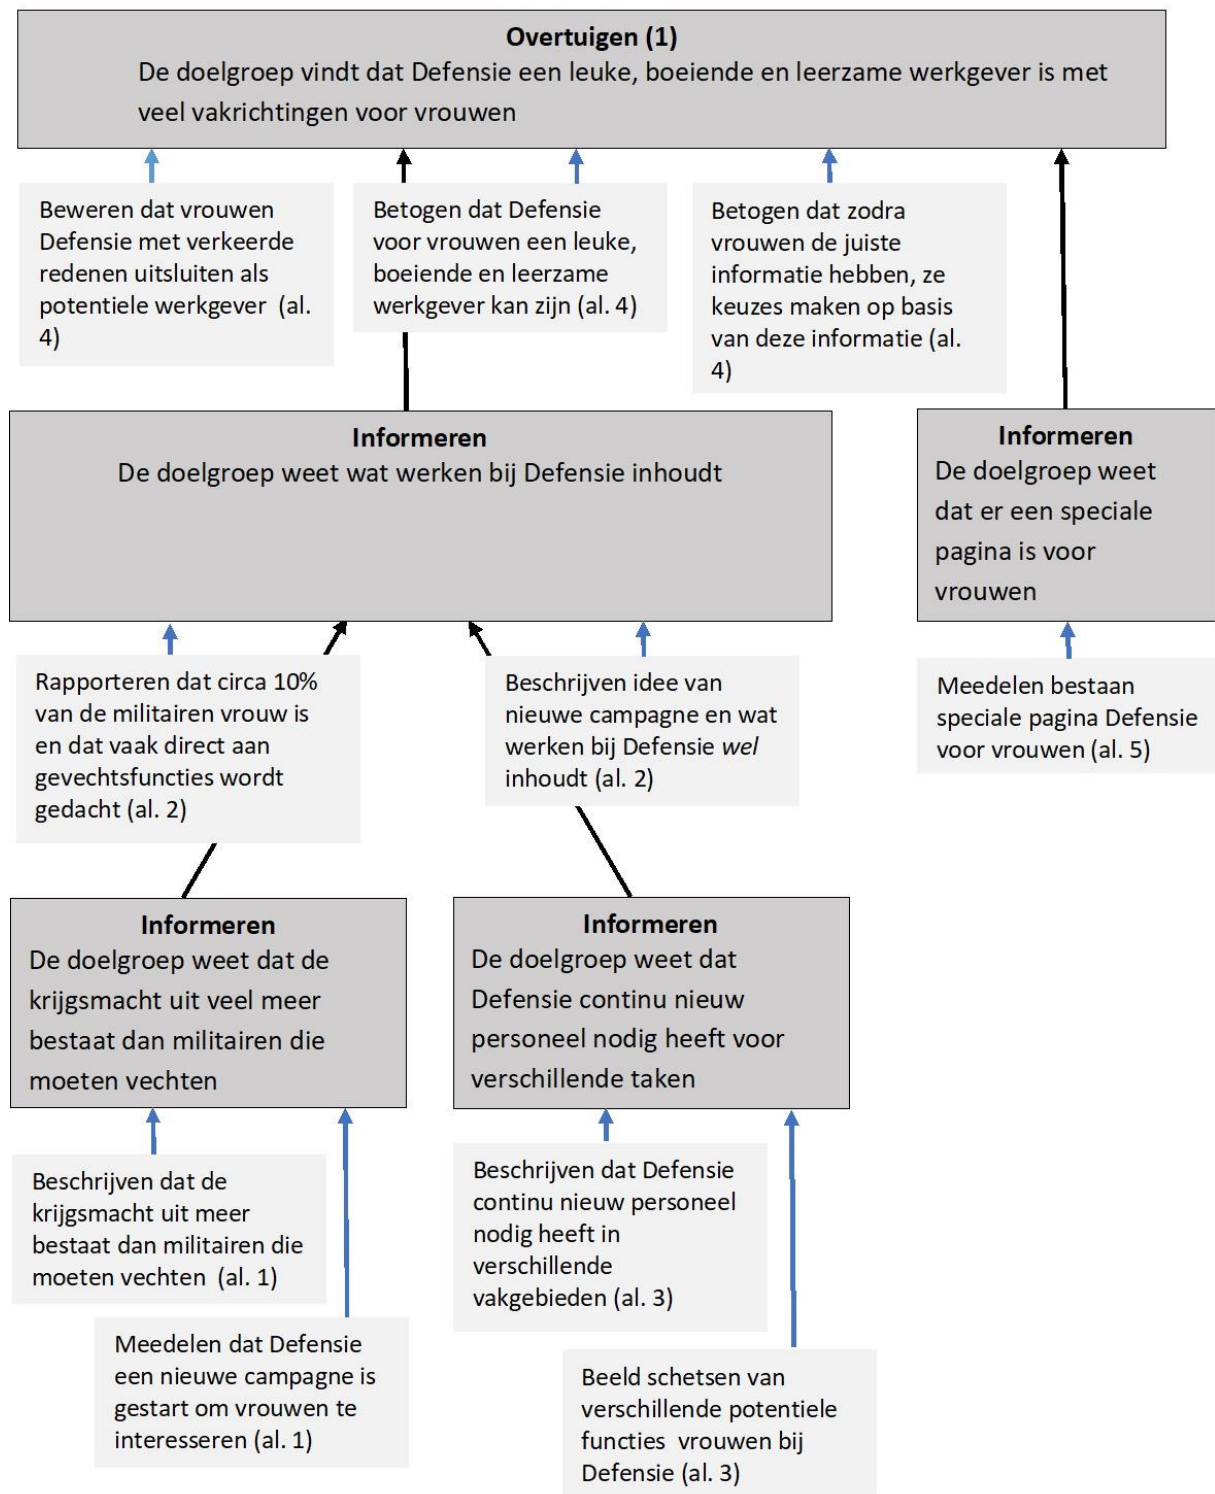 Overtuigen (1)
De doelgroep vindt dat Defensie een leuke, boeiende en leerzame werkgever is met
veel vakrichtingen voor vrouwen
Beweren dat vrouwen
Defensie met verkeerde
redenen uitsluiten als
potentiele werkgever (al.
4)
Betogen dat Defensie
voor vrouwen een leuke,
boeiende en leerzame
werkgever kan zijn (al. 4)
Betogen dat zodra
vrouwen de juiste
informatie hebben, ze
keuzes maken op basis
van deze informatie (al.
4)
Informeren
De doelgroep weet wat werken bij Defensie inhoudt
Informeren
De doelgroep weet
dat er een speciale
pagina is voor
vrouwen
Rapporteren dat circa 10%
van de militairen vrouw is
en dat vaak direct aan
gevechtsfuncties wordt
gedacht (al. 2)
Beschrijven idee van
nieuwe campagne en wat
werken bij Defensie wel
inhoudt (al. 2)
Meedelen bestaan
speciale pagina Defensie
voor vrouwen (al. 5)
Informeren
De doelgroep weet dat de
krijgsmacht uit veel meer
bestaat dan militairen die
moeten vechten
Informeren
De doelgroep weet dat
Defensie continu nieuw
personeel nodig heeft voor
verschillende taken
Beschrijven dat de
krijgsmacht uit meer
bestaat dan militairen die
moeten vechten (al. 1)
Beschrijven dat Defensie
continu nieuw personeel
nodig heeft in
verschillende
vakgebieden (al. 3)
Meedelen dat Defensie
een nieuwe campagne is
gestart om vrouwen te
interesseren (al. 1)
Beeld schetsen van
verschillende potentiele
functies vrouwen bij
Defensie (al. 3)